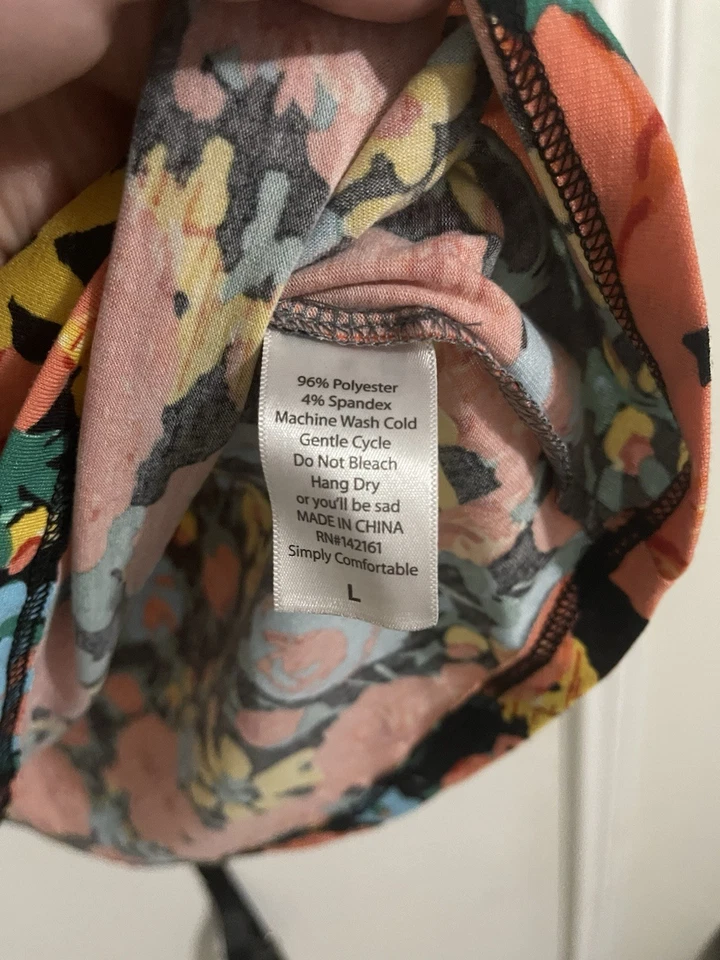 96% Polyester
4% Spandex
Machine Wash Cold
Gentle Cycle
Do Not Bleach
Hang Dry
or you'll be sad
MADE IN CHINA
RN#142161
Simply Comfortable
L